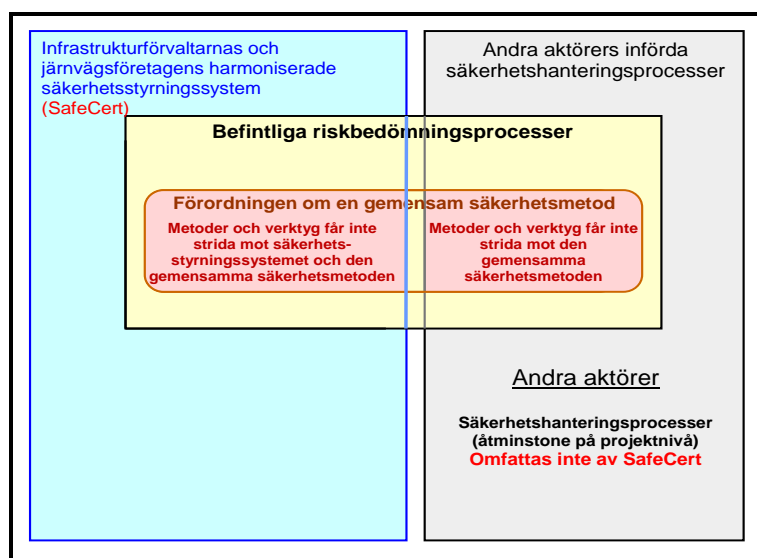 Infrastrukturförvaltarnas och
järnvägsföretagens harmoniserade
säkerhetsstyrningssystem
(SafeCert)
Andra aktörers införda
säkerhetshanteringsprocesser
Befintliga riskbedömningsprocesser
Förordningen om en gemensam säkerhetsmetod
Metoder och verktyg får inte
strida mot säkerhets-
styrningssystemet och den
gemensamma säkerhetsmetoden
Metoder och verktyg får inte
strida mot den
gemensamma
säkerhetsmetoden
Andra aktörer
Säkerhetshanteringsprocesser
(åtminstone på projektnivå)
Omfattas inte av SafeCert